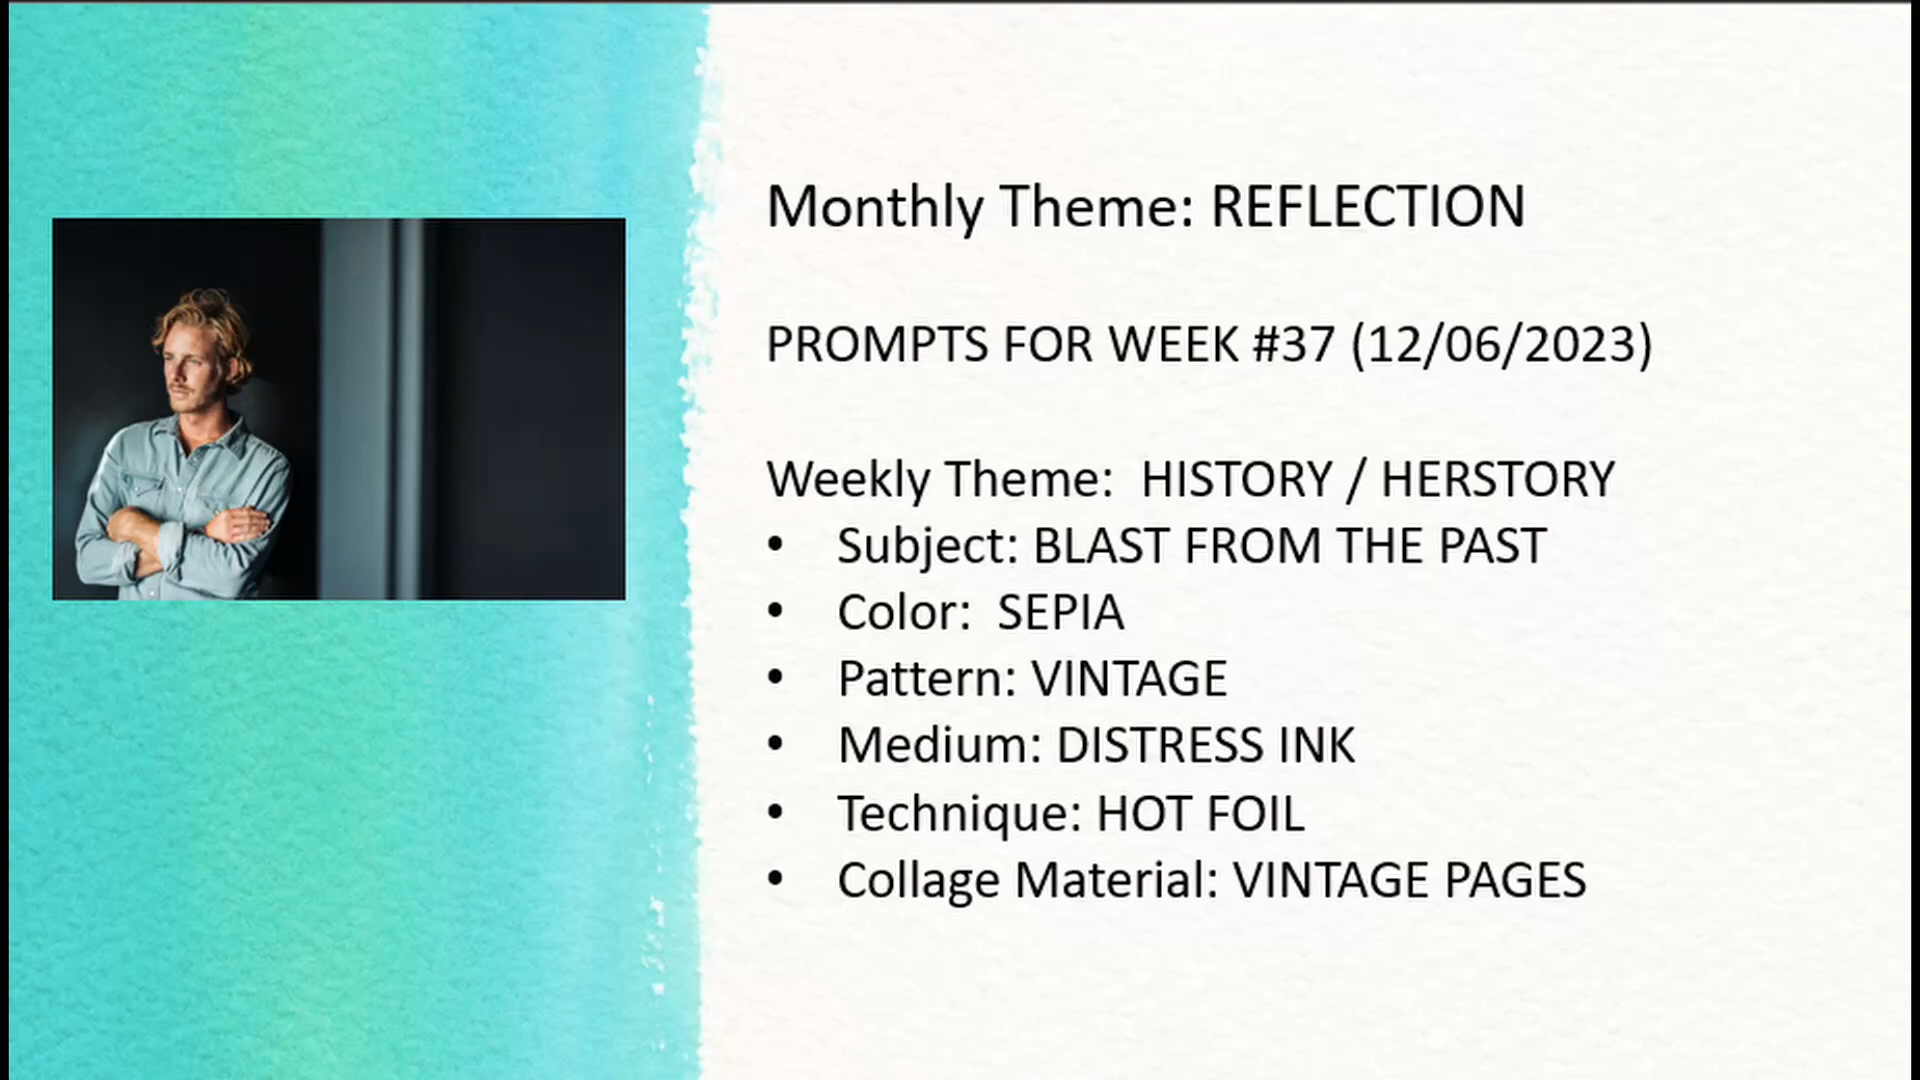 Monthly Theme: REFLECTION
PROMPTS FOR WEEK #37 (12/06/2023)
Weekly Theme:  HISTORY / HERSTORY
• Subject: BLAST FROM THE PAST
• Color:  SEPIA
• Pattern: VINTAGE
• Medium: DISTRESS INK
• Technique: HOT FOIL
• Collage Material: VINTAGE PAGES